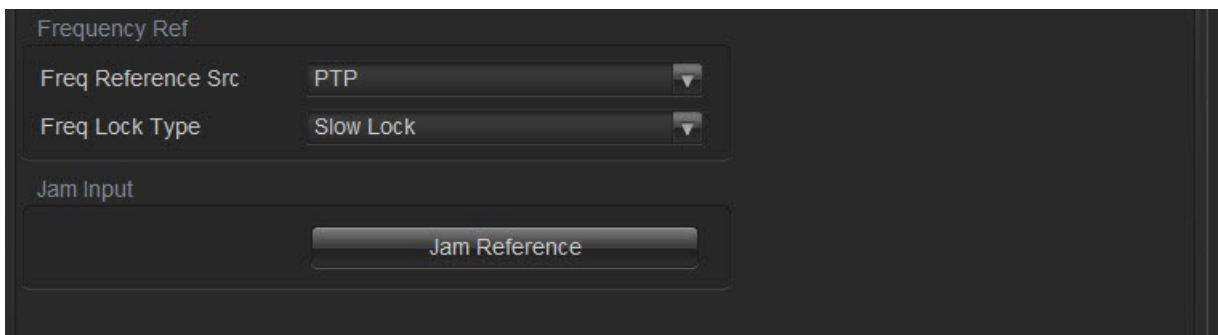 Frequency Ref
Freq Reference Src PTP
Freq Lock Type Slow Lock
Jam Input
Jam Reference